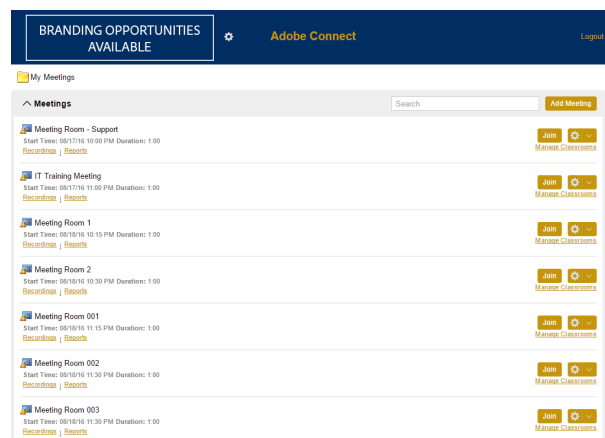 BRANDING OPPORTUNITIES
AVAILABLE
Adobe Connect
Logout
My Meetings
Meetings
Search
Add Meeting
Meeting Room - Support
Start Time: 08/17/16 10:00 PM Duration: 1:00
Recordings | Reports
Join
Manage Classrooms
IT Training Meeting
Start Time: 08/17/16 11:00 PM Duration: 1:00
Recordings | Reports
Join
Manage Classrooms
Meeting Room 1
Start Time: 08/18/16 10:15 PM Duration: 1:00
Recordings | Reports
Join
Manage Classrooms
Meeting Room 2
Start Time: 08/18/16 10:30 PM Duration: 1:00
Recordings | Reports
Join
Manage Classrooms
Meeting Room 001
Start Time: 08/18/16 11:15 PM Duration: 1:00
Recordings | Reports
Join
Manage Classrooms
Meeting Room 002
Start Time: 08/18/16 11:30 PM Duration: 1:00
Recordings | Reports
Join
Manage Classrooms
Meeting Room 003
Start Time: 08/18/16 11:30 PM Duration: 1:00
Recordings | Reports
Join
Manage Classrooms